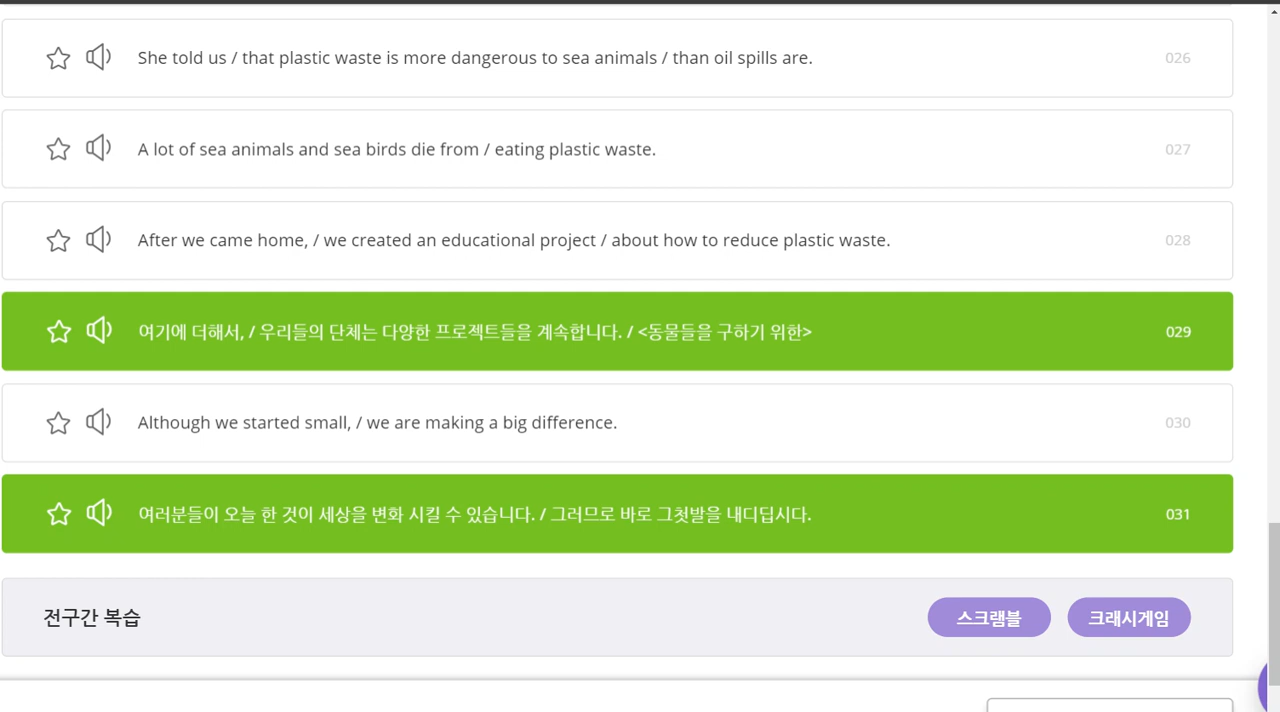 She told us / that plastic waste is more dangerous to sea animals / than oil spills are.
026
A lot of sea animals and sea birds die from / eating plastic waste.
027
After we came home, / we created an educational project / about how to reduce plastic waste.
028
여기에 더해서, / 우리들의 단체는 다양한 프로젝트들을 계속합니다. / <동물들을 구하기 위한>
029
Although we started small, / we are making a big difference.
030
여러분들이 오늘 한 것이 세상을 변화 시킬 수 있습니다. / 그러므로 바로 그첫발을 내디딥시다.
031
전구간 복습
스크램블
크래시게임